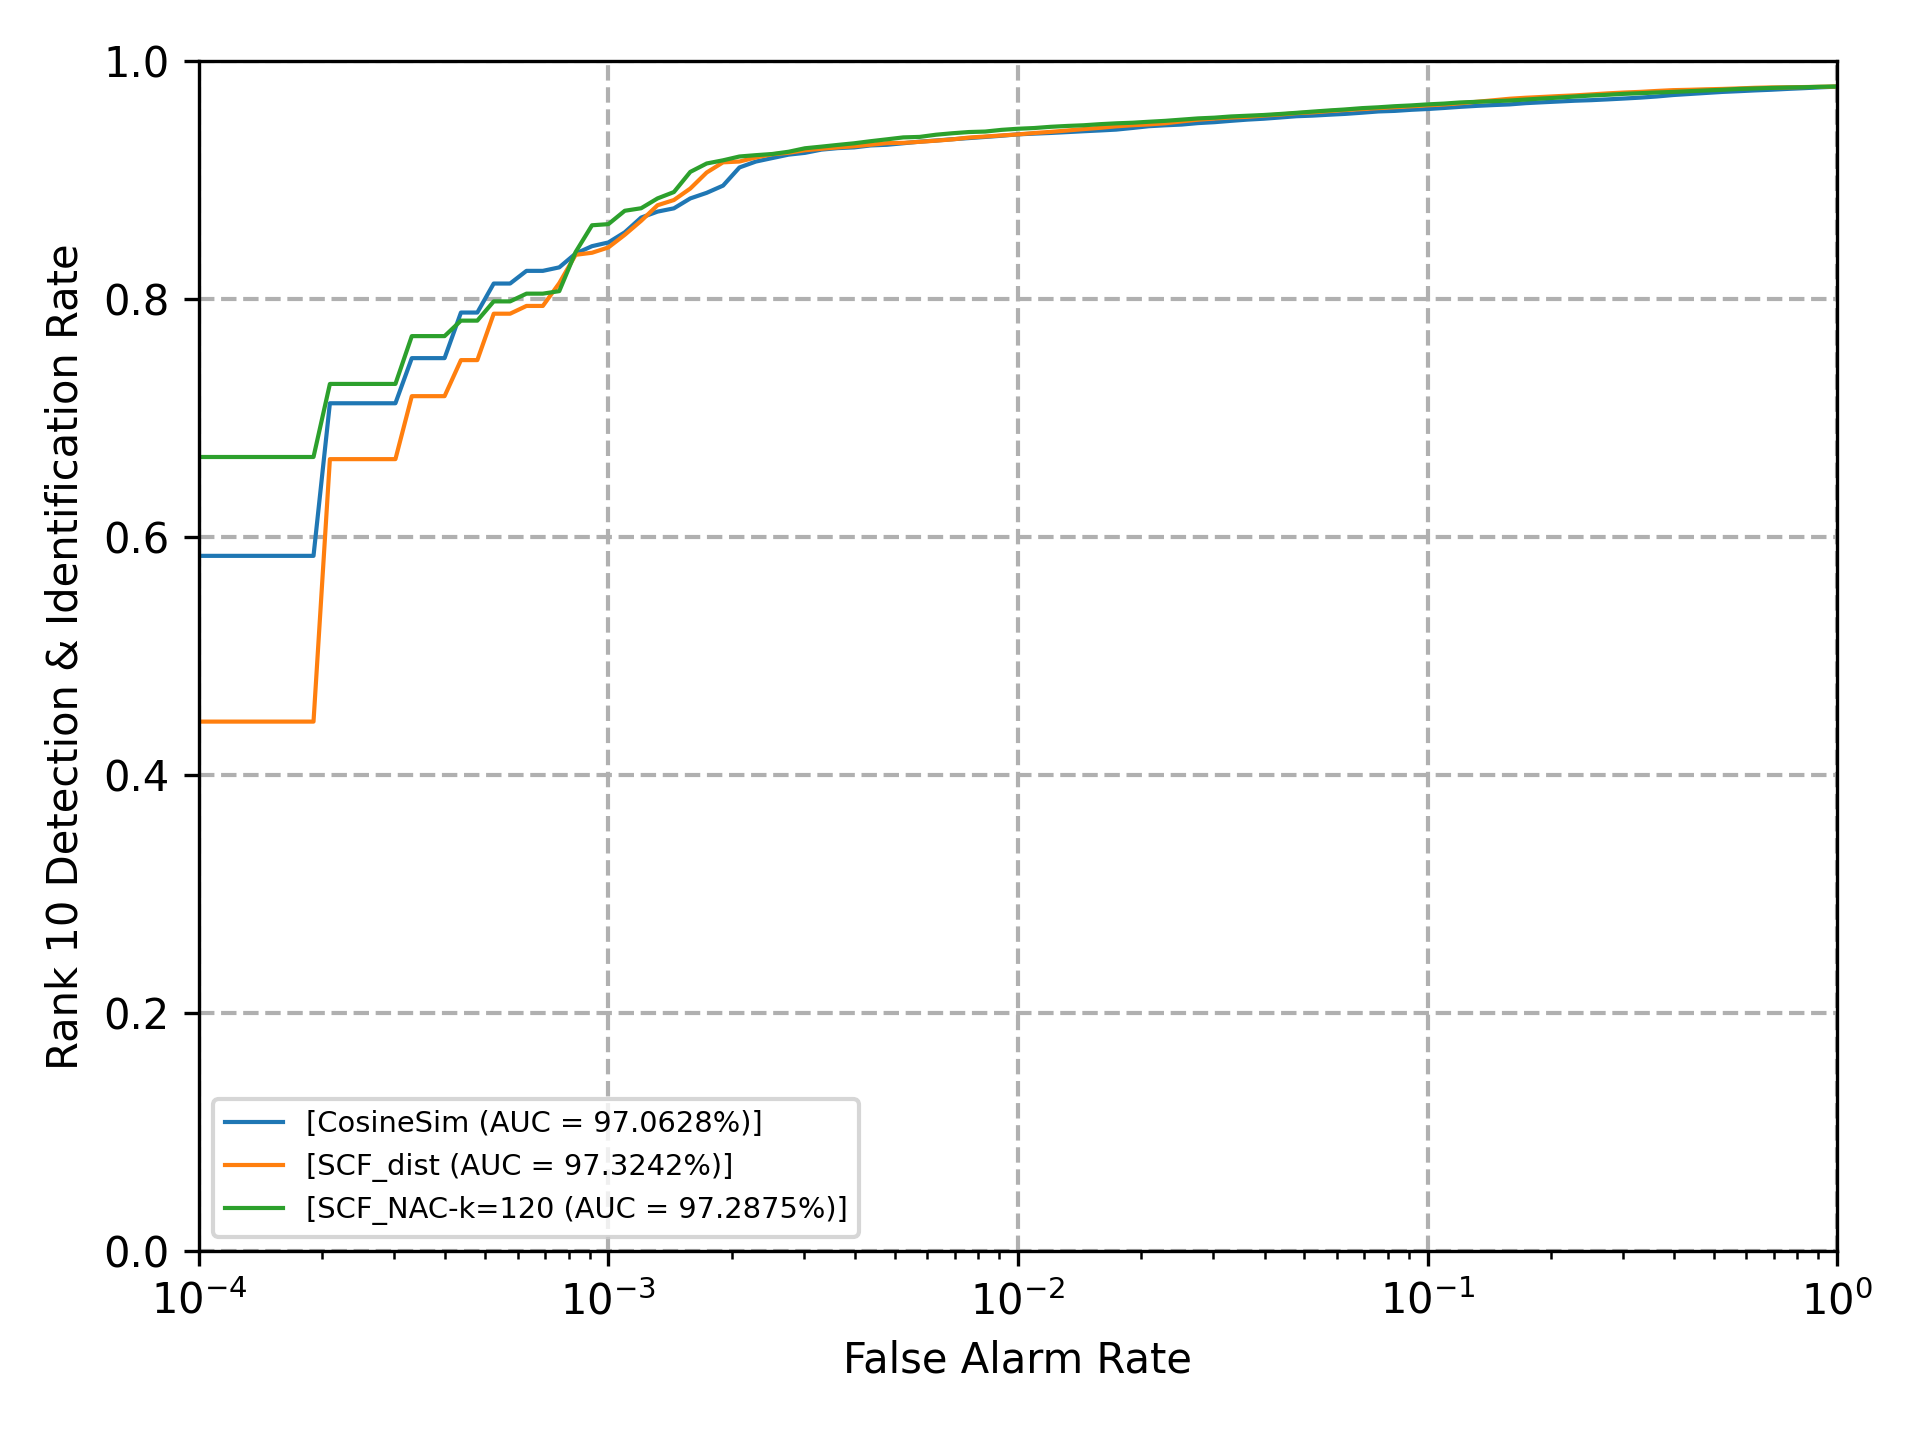 1.0
0.8
0.6
0.4
0.2
0.0
Rank 10 Detection & Identification Rate
[CosineSim (AUC = 97.0628%)]
[SCF_dist (AUC = 97.3242%)]
[SCF_NAC-k=120 (AUC = 97.2875%)]
10⁻⁴ 10⁻³ 10⁻² 10⁻¹ 10⁰
False Alarm Rate